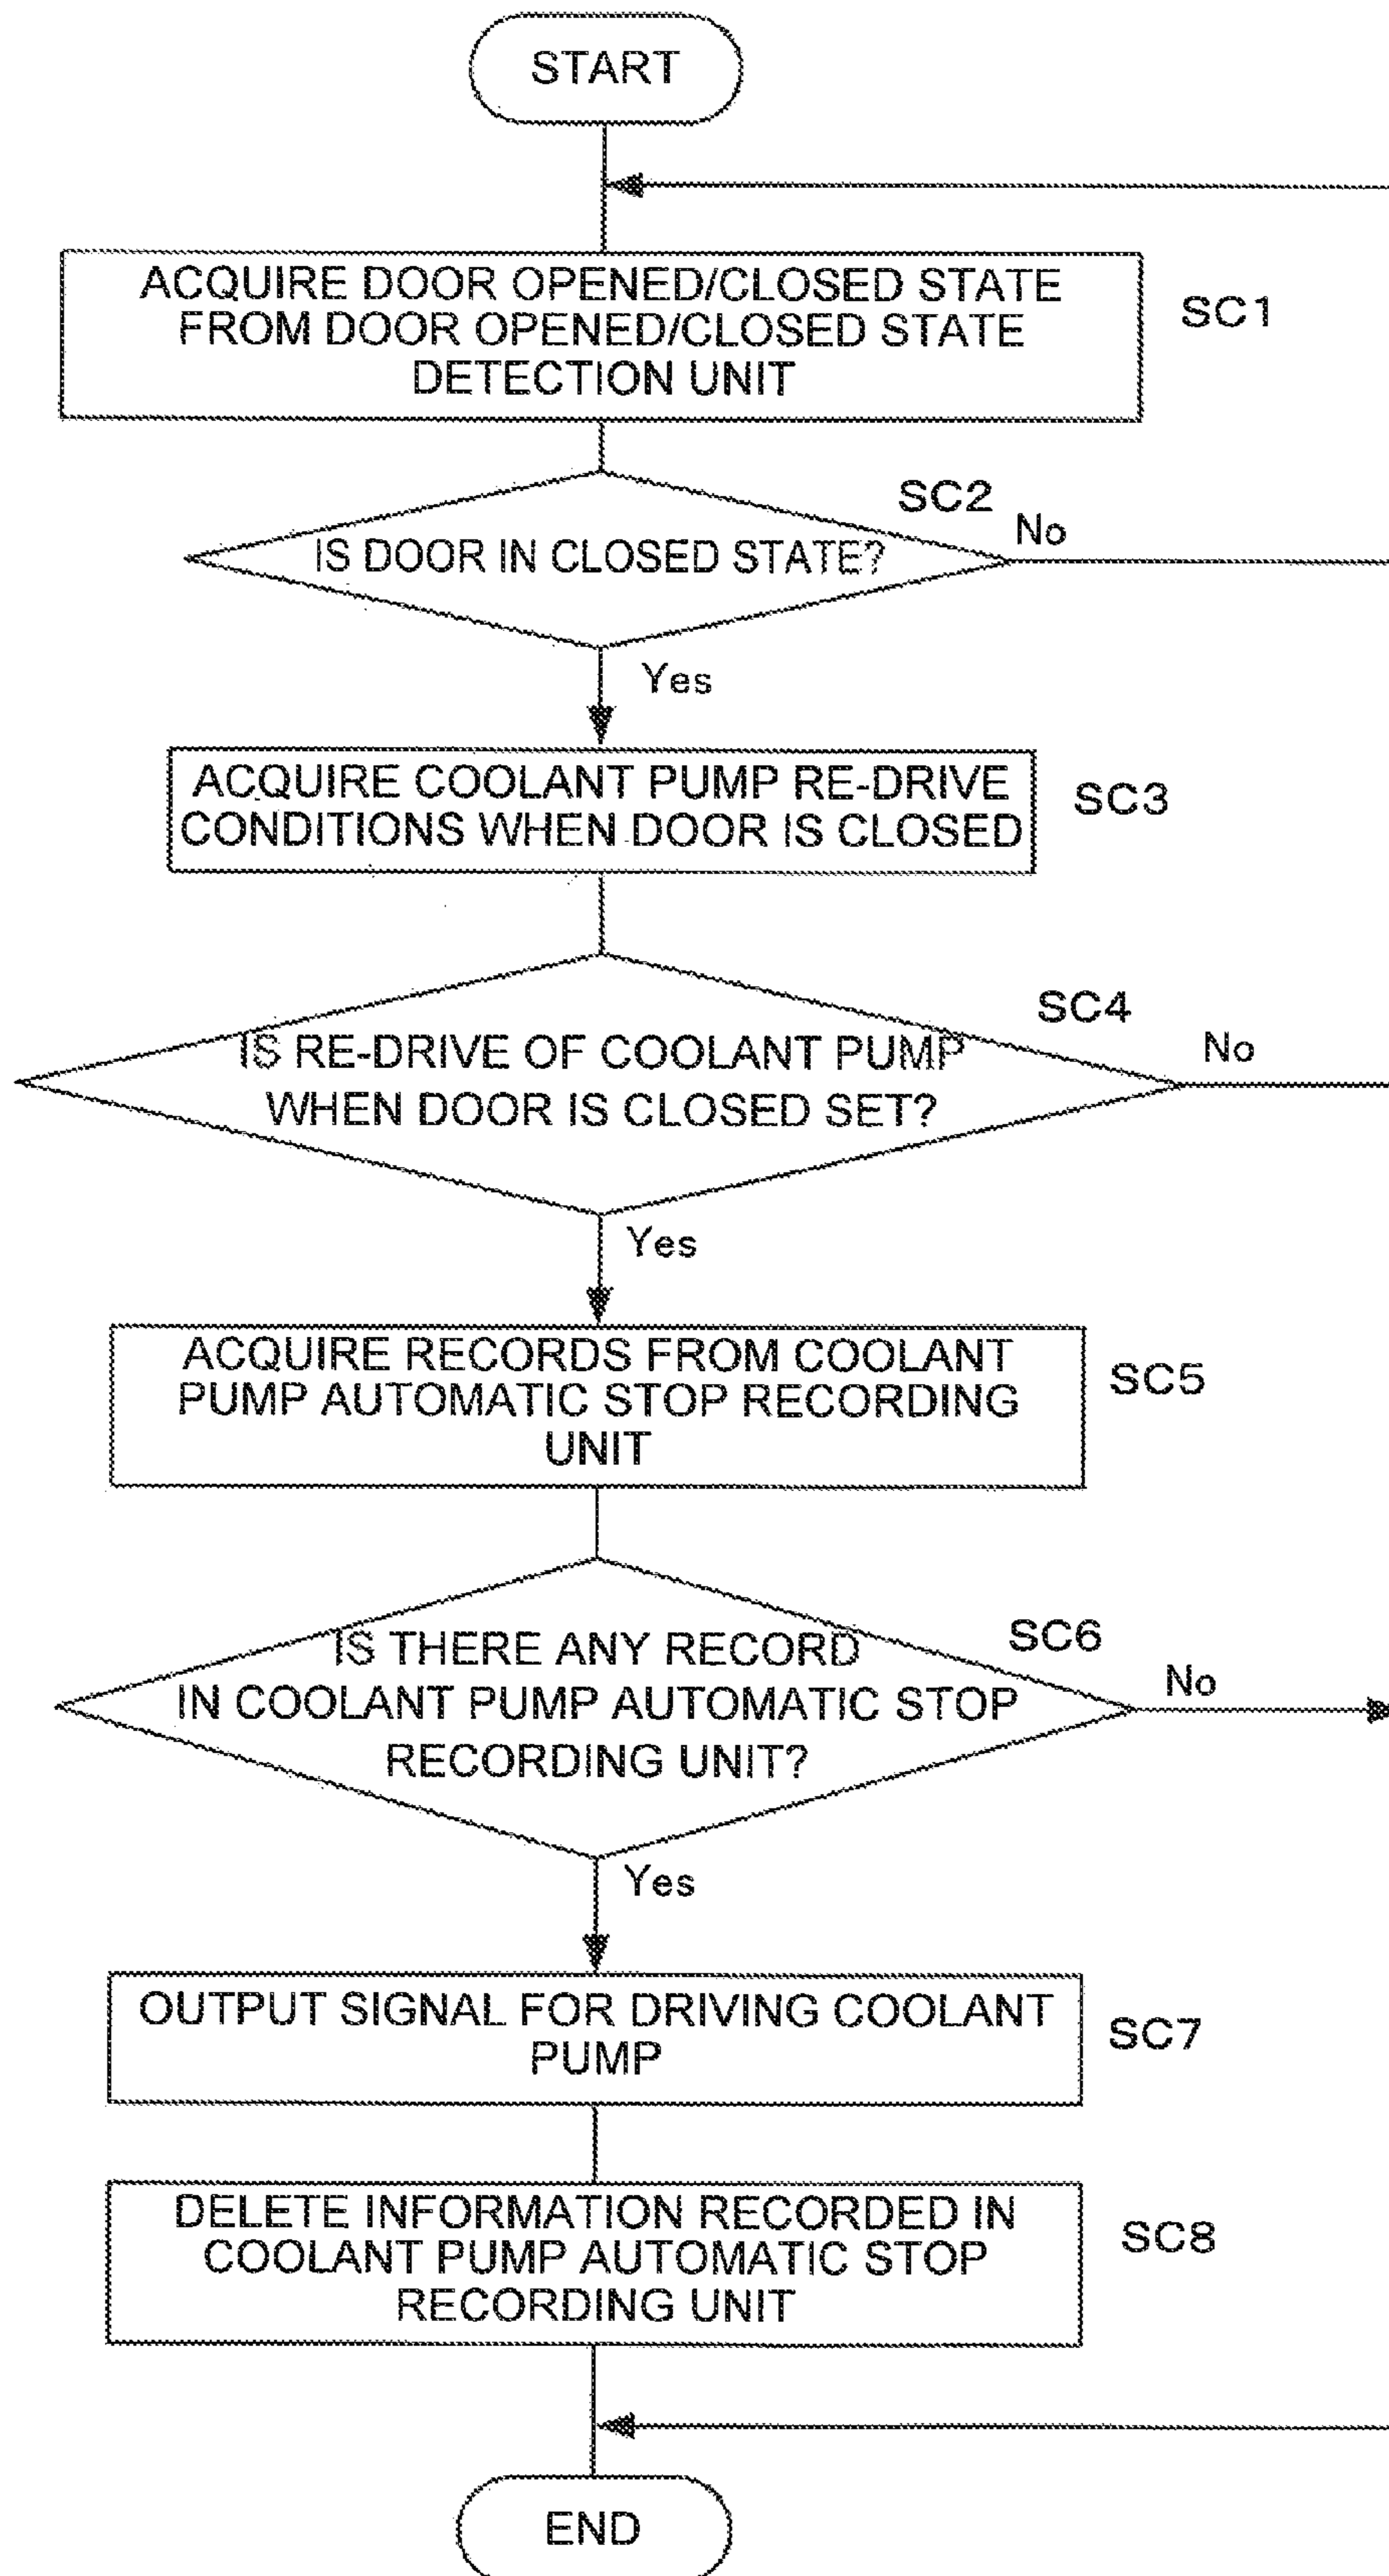 START
ACQUIRE DOOR OPENED/CLOSED STATE
FROM DOOR OPENED/CLOSED STATE
DETECTION UNIT
SC1
SC2
No
IS DOOR IN CLOSED STATE?
Yes
ACQUIRE COOLANT PUMP RE-DRIVE
CONDITIONS WHEN DOOR IS CLOSED
SC3
SC4
No
IS RE-DRIVE OF COOLANT PUMP
WHEN DOOR IS CLOSED SET?
Yes
ACQUIRE RECORDS FROM COOLANT
PUMP AUTOMATIC STOP RECORDING
UNIT
SC5
SC6
No
IS THERE ANY RECORD
IN COOLANT PUMP AUTOMATIC STOP
RECORDING UNIT?
Yes
OUTPUT SIGNAL FOR DRIVING COOLANT
PUMP
SC7
DELETE INFORMATION RECORDED IN
COOLANT PUMP AUTOMATIC STOP
RECORDING UNIT
SC8
END